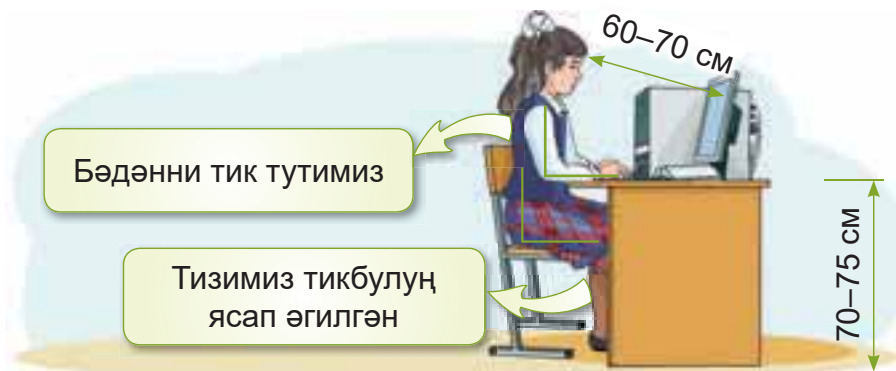 60–70 см
Бәдәнни тик тутимиз
Тизимиз тикбулуң
ясап әгилгән
70–75 см